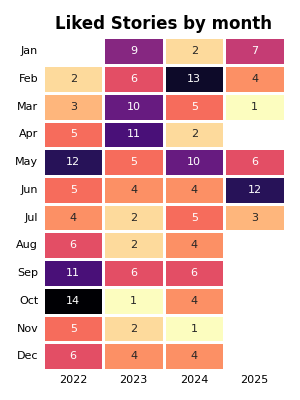 Liked Stories by month
Jan 9 2 7
Feb 2 6 13 4
Mar 3 10 5 1
Apr 5 11 2
May 12 5 10 6
Jun 5 4 4 12
Jul 4 2 5 3
Aug 6 2 4
Sep 11 6 6
Oct 14 1 4
Nov 5 2 1
Dec 6 4 4
2022 2023 2024 2025